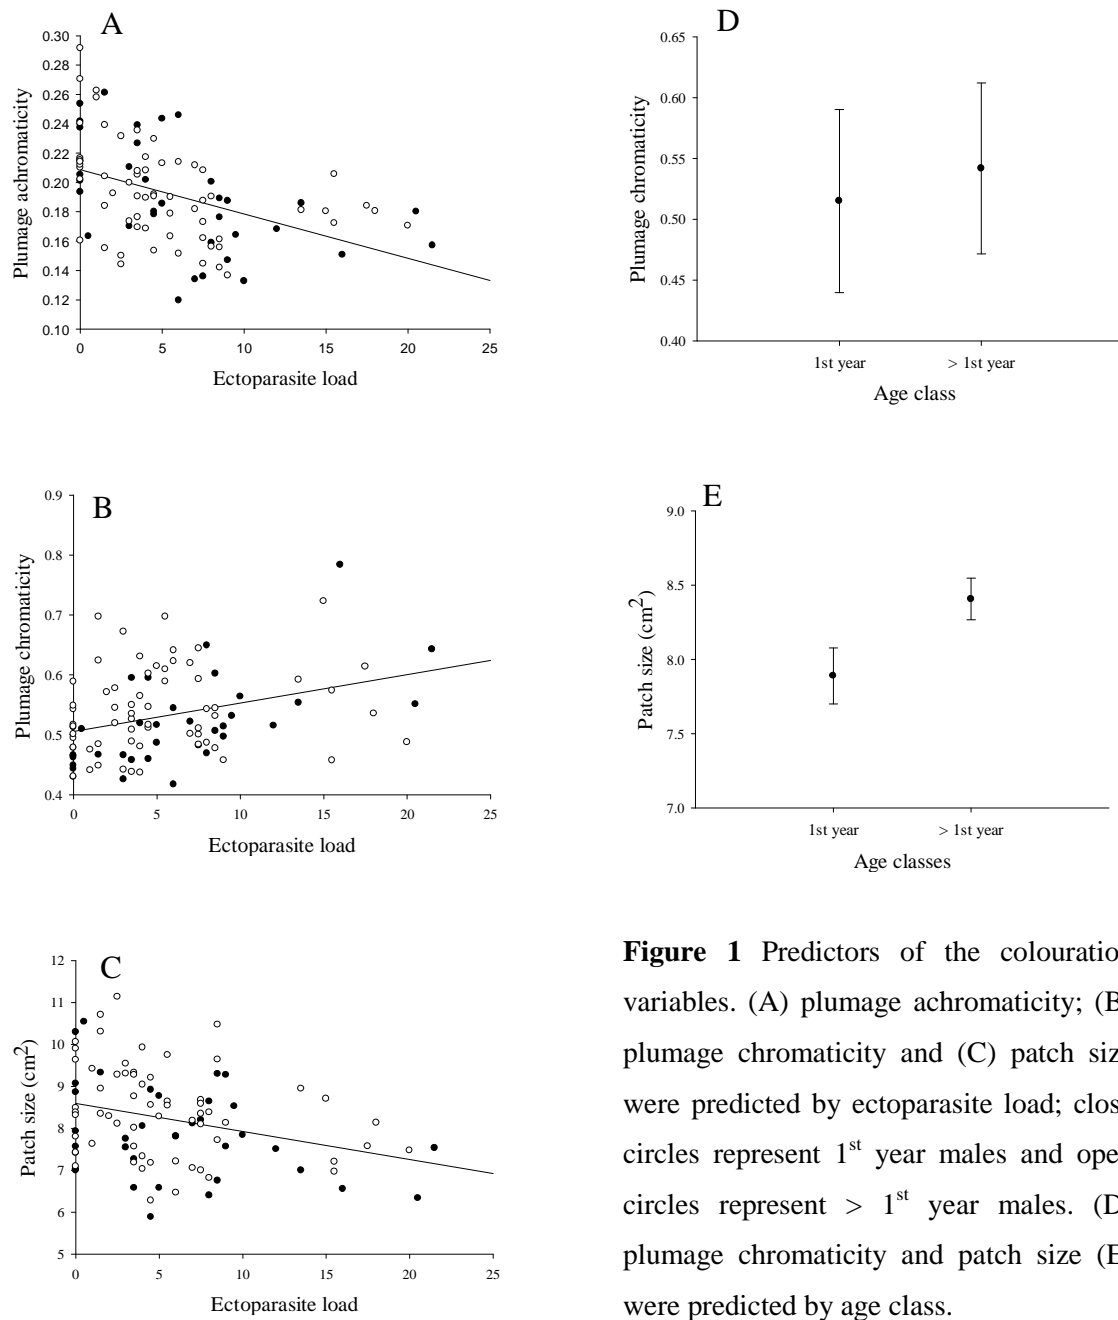 A
0.30
0.28
0.26
0.24
0.22
0.20
0.18
0.16
0.14
0.12
0.10
Plumage achromaticity
0 5 10 15 20 25
Ectoparasite load
D
0.65
0.60
0.55
0.50
0.45
0.40
Plumage chromaticity
1st year > 1st year
Age class
B
0.9
0.8
0.7
0.6
0.5
0.4
Plumage chromaticity
0 5 10 15 20 25
Ectoparasite load
E
9.0
8.5
8.0
7.5
7.0
Patch size (cm²)
1st year > 1st year
Age classes
C
12
11
10
9
8
7
6
5
Patch size (cm²)
0 5 10 15 20 25
Ectoparasite load
Figure 1 Predictors of the colouration
variables. (A) plumage achromaticity; (B
plumage chromaticity and (C) patch siz
were predicted by ectoparasite load; clos
circles represent 1st year males and ope
circles represent > 1st year males. (D
plumage chromaticity and patch size (E
were predicted by age class.